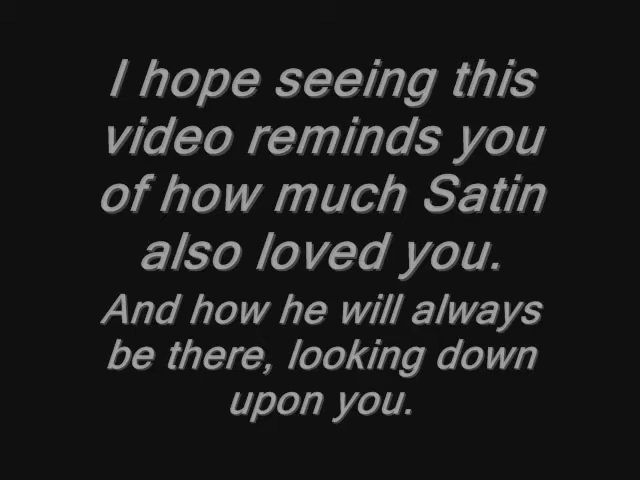 I hope seeing this
video reminds you
of how much Satin
also loved you.
And how he will always
be there, looking down
upon you.